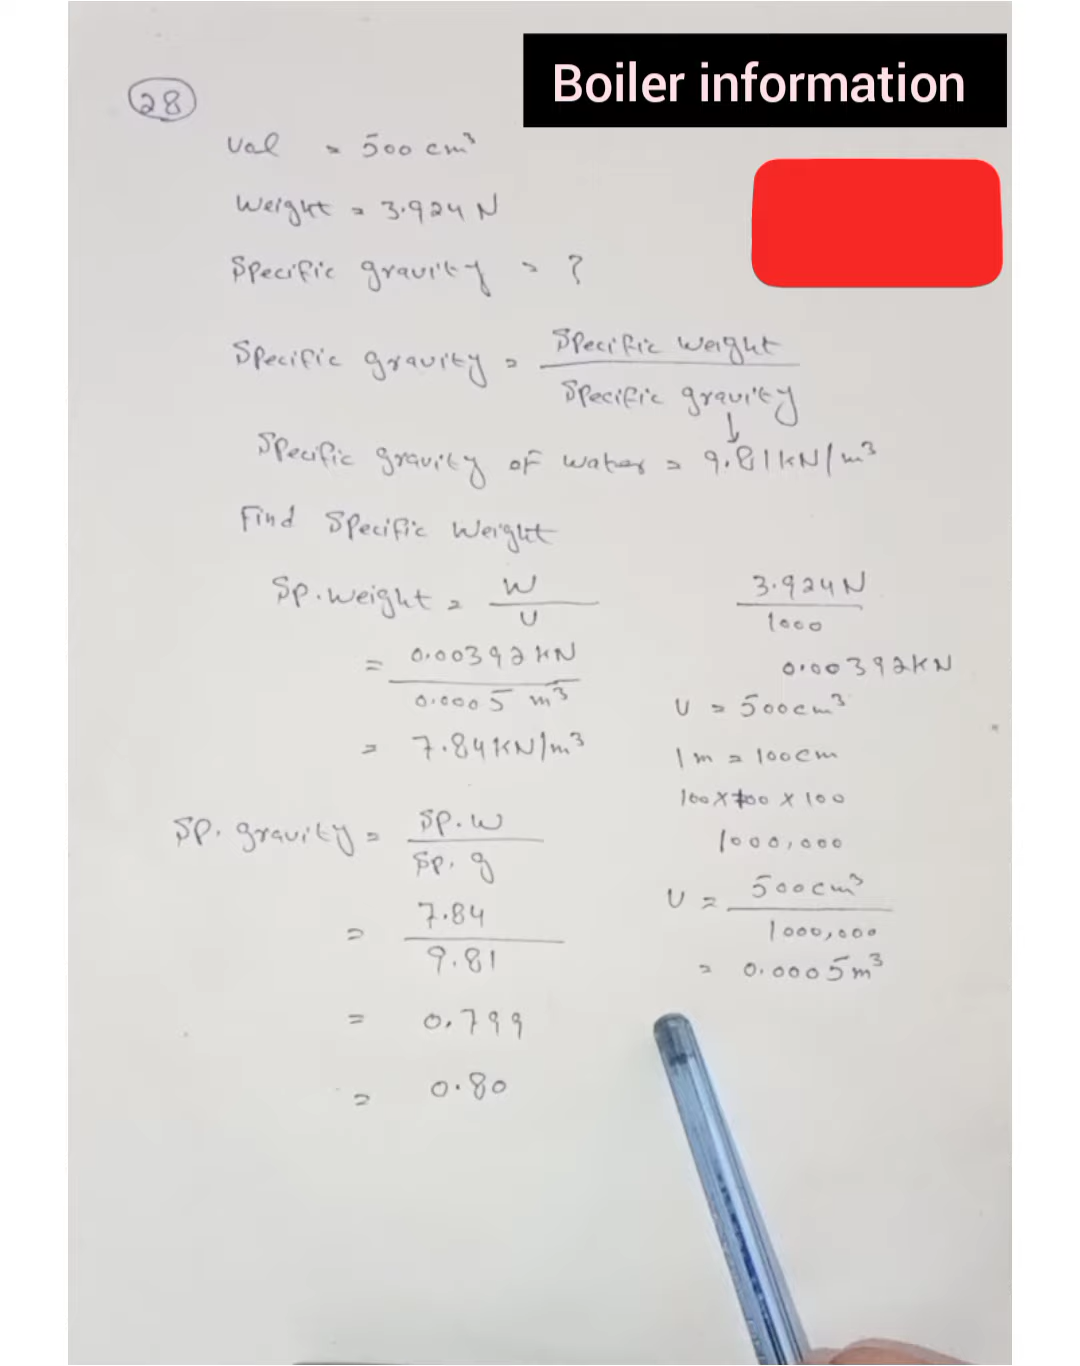 Boiler information
28
Vol = 500 cm³
Weight = 3.924 N
Specific gravity = ?
Specific gravity = Specific Weight
Specific gravity
↓
Specific gravity of water = 9.81 KN/m³
Find Specific Weight
Sp. Weight = W
V
= 0.00392 KN
0.0005 m³
= 7.84 KN/m³
Sp. gravity = Sp. W
Sp. g
= 7.84
9.81
= 0.799
= 0.80
3.924 N
1000
0.00392 KN
V = 500 cm³
1 m = 100 cm
100 X 100 X 100
1000,000
V = 500 cm³
1000,000
= 0.0005 m³